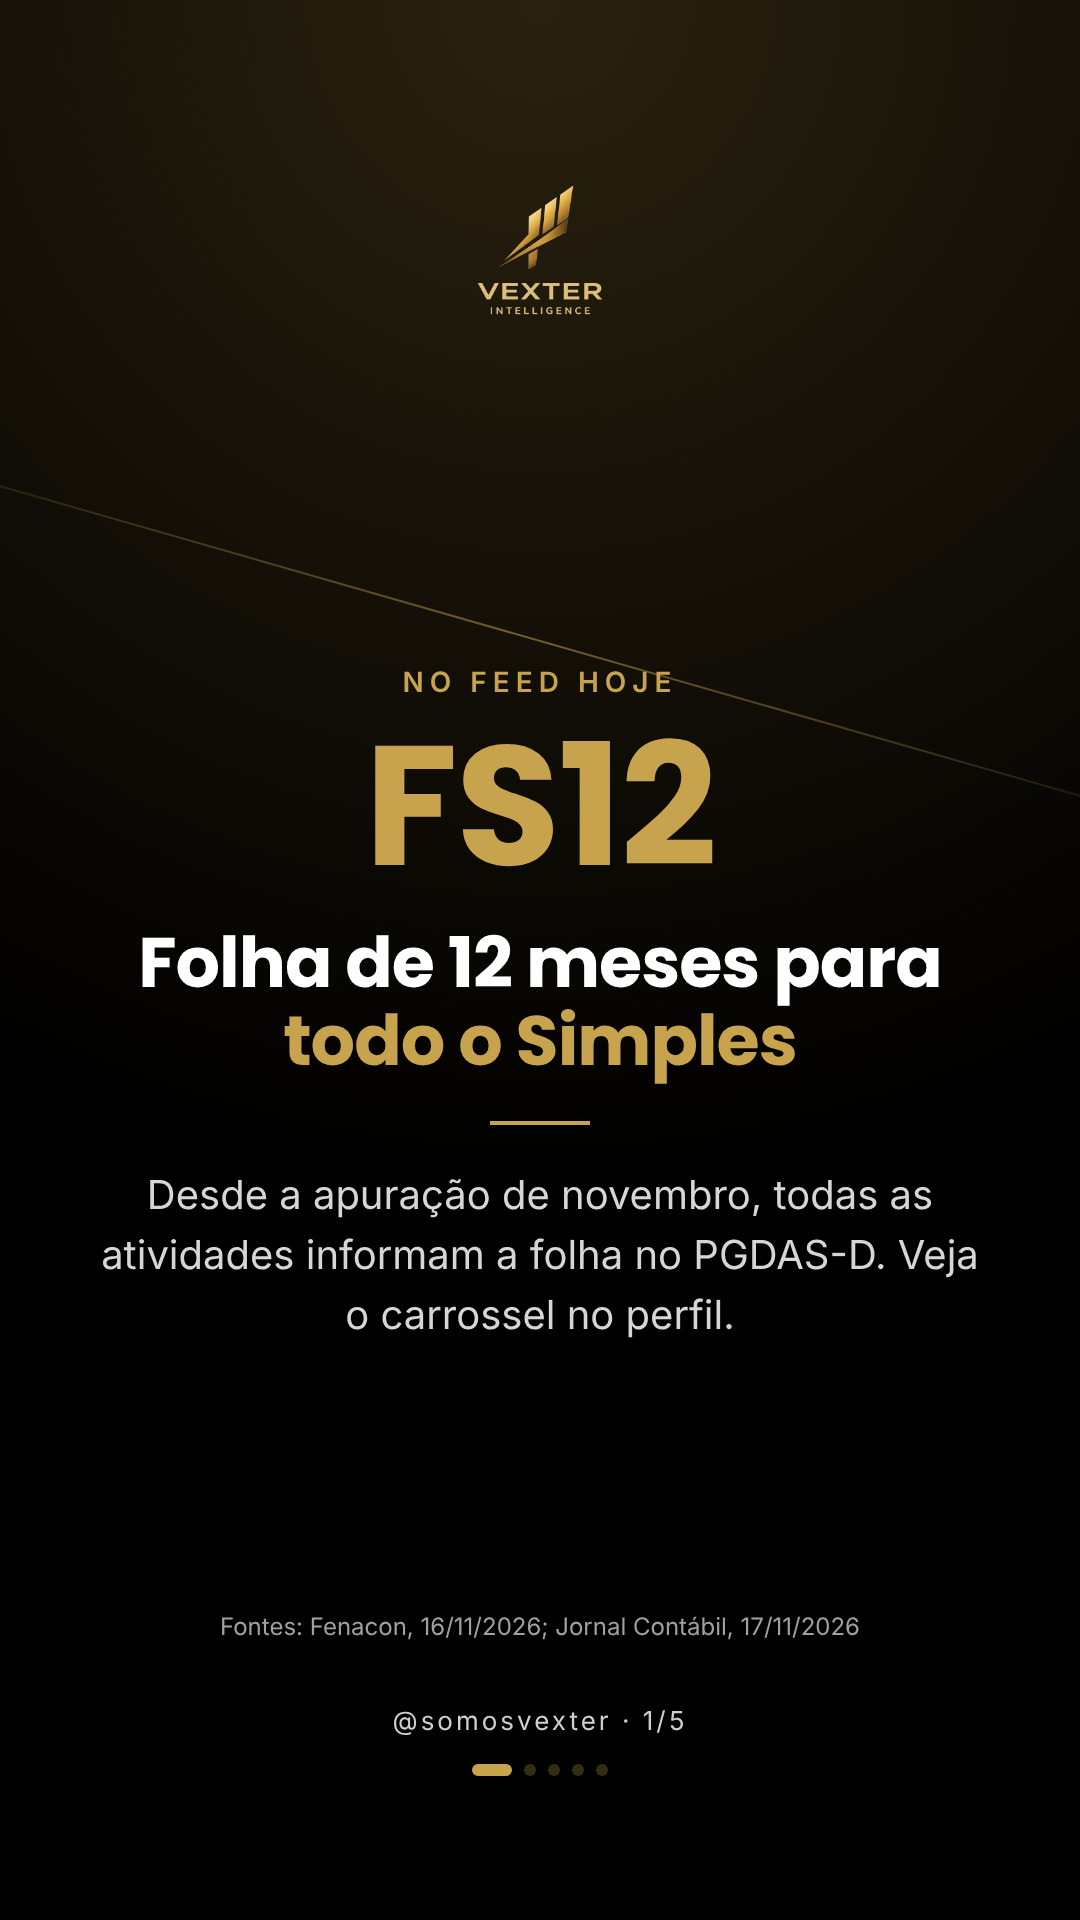 VEXTER
INTELLIGENCE
NO FEED HOJE
FS12
Folha de 12 meses para
todo o Simples
Desde a apuração de novembro, todas as
atividades informam a folha no PGDAS-D. Veja
o carrossel no perfil.
Fontes: Fenacon, 16/11/2026; Jornal Contábil, 17/11/2026
@somosvexter · 1/5